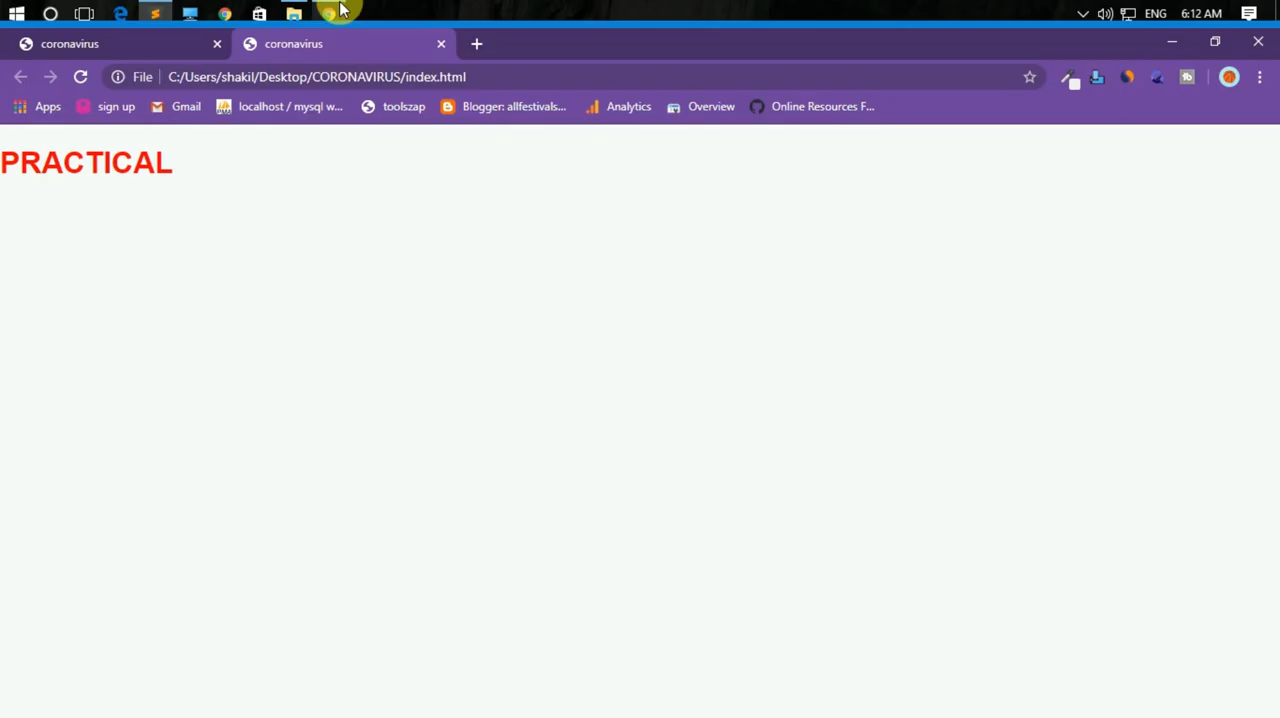 ENG 6:12 AM
coronavirus coronavirus
File C:/Users/shakil/Desktop/CORONAVIRUS/index.html
Apps sign up Gmail localhost / mysql w... toolszap Blogger: allfestivals... Analytics Overview Online Resources F...
PRACTICAL